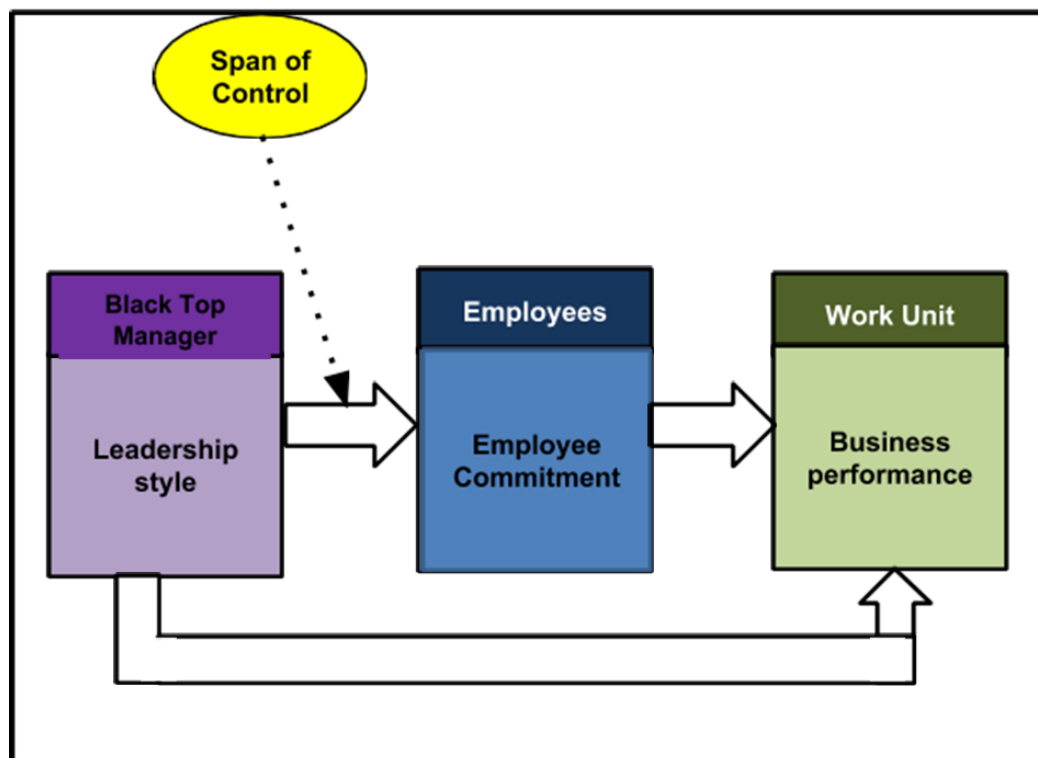 Span of
Control
Black Top
Manager
Leadership
style
Employees
Employee
Commitment
Work Unit
Business
performance